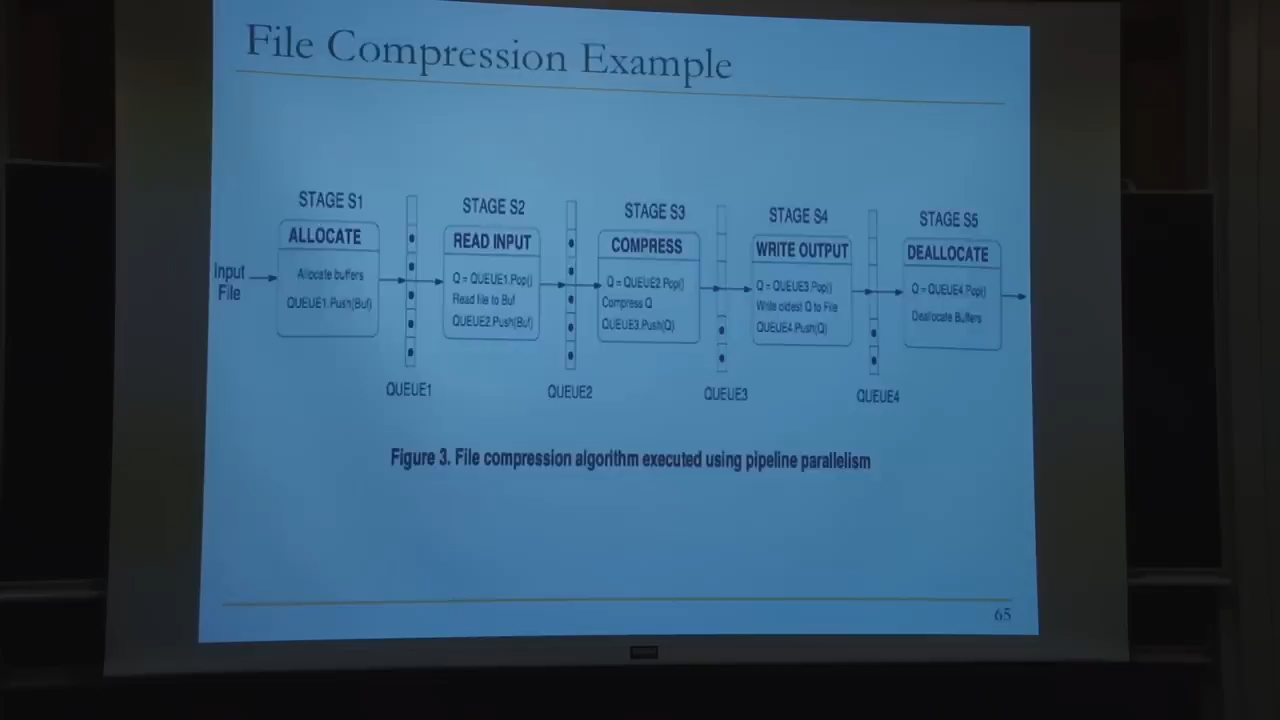 File Compression Example
STAGE S1
ALLOCATE
Allocate buffers
QUEUE1.Push(Buf)
Input
File
QUEUE1
STAGE S2
READ INPUT
Q = QUEUE1.Pop()
Read file to Buf
QUEUE2.Push(Buf)
QUEUE2
STAGE S3
COMPRESS
Q = QUEUE2.Pop()
Compress Q
QUEUE3.Push(Q)
QUEUE3
STAGE S4
WRITE OUTPUT
Q = QUEUE3.Pop()
Write oldest Q to File
QUEUE4.Push(Q)
QUEUE4
STAGE S5
DEALLOCATE
Q = QUEUE4.Pop()
Deallocate Buffers
Figure 3. File compression algorithm executed using pipeline parallelism
65